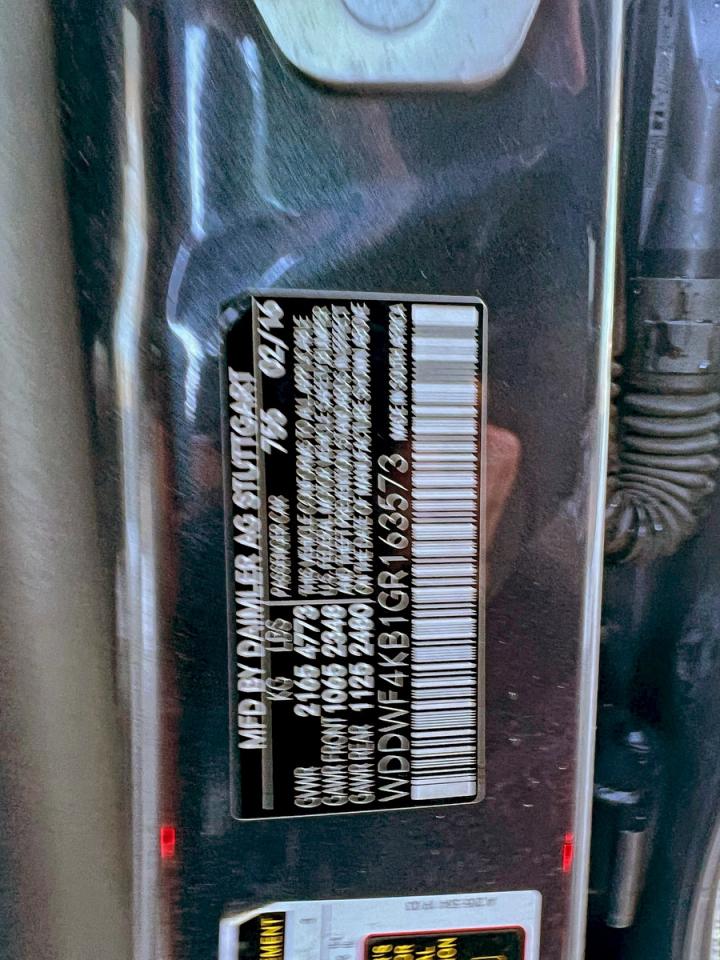 MFD BY DAIMLER AG STUTTGART
KG LBS PASSENGER CAR 765 02/16
GVWR 2165 4773 THIS VEHICLE CONFORMS TO ALL APPLICABLE
GAWR FRONT 1065 2348 U.S. FEDERAL MOTOR VEHICLE SAFETY, BUMPER
GAWR REAR 1125 2480 AND THEFT PREVENTION STANDARDS IN EFFECT
ON THE DATE OF MANUFACTURE SHOWN ABOVE
WDDWF4KB1GR163573 MADE IN SOUTH AFRICA